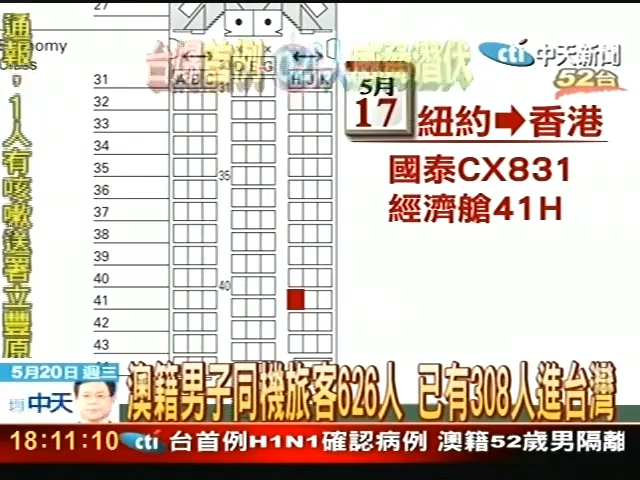 27
Economy
Class
cti 中天新聞
52台
31
32
33
34
35
36
37
38
39
40
41
42
43
44
A B C 31 D E G H J K
35
40
5月
17
紐約➡香港
國泰CX831
經濟艙41H
通報，1人有咳嗽送署立豐原
5月20日 週三
中天
澳籍男子同機旅客626人 已有308人進台灣
18:11:10 cti 台首例H1N1確認病例 澳籍52歲男隔離